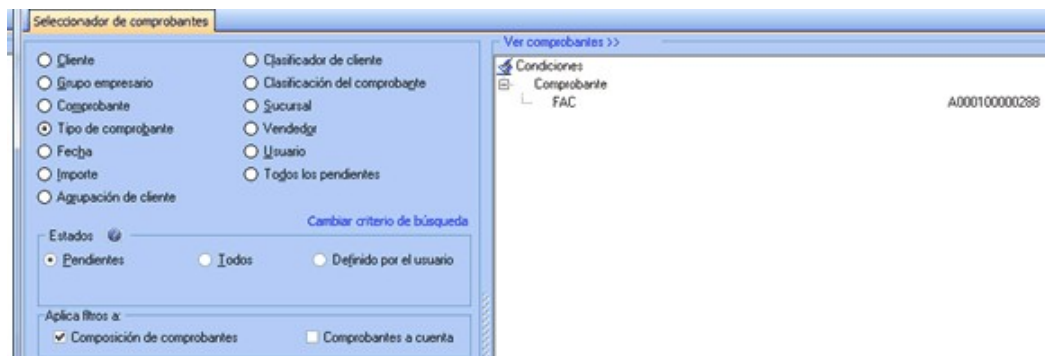 Seleccionador de comprobantes
Cliente
Grupo empresario
Comprobante
Tipo de comprobante
Fecha
Importe
Agrupación de cliente
Clasificador de cliente
Clasificación del comprobante
Sucursal
Vendedor
Usuario
Todos los pendientes
Cambiar criterio de búsqueda
Estados
Pendientes Todos Definido por el usuario
Aplica filtros a:
Composición de comprobantes Comprobantes a cuenta
Ver comprobantes >>
Condiciones
Comprobante
FAC A000100000288